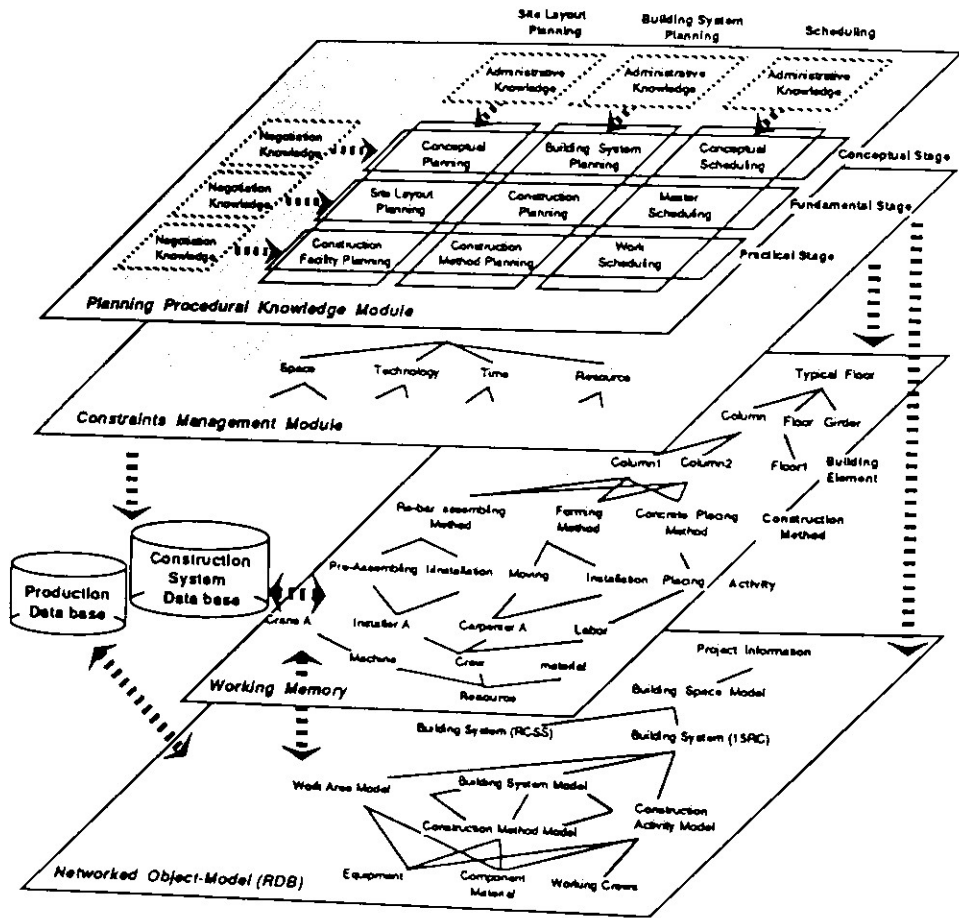 Site Layout
Planning
Building System
Planning
Scheduling
Administrative
Knowledge
Administrative
Knowledge
Administrative
Knowledge
Negotiation
Knowledge
Conceptual
Planning
Building System
Planning
Conceptual
Scheduling
Conceptual Stage
Negotiation
Knowledge
Site Layout
Planning
Construction
Planning
Master
Scheduling
Fundamental Stage
Negotiation
Knowledge
Construction
Facility Planning
Construction
Method Planning
Work
Scheduling
Practical Stage
Planning Procedural Knowledge Module
Space
Technology
Time
Resource
Constraints Management Module
Typical Floor
Column
Floor
Girder
Column1
Column2
Floor1
Building
Element
Re-bar assembling
Method
Forming
Method
Concrete Placing
Method
Construction
Method
Pre-Assembling
Installation
Moving
Installation
Placing
Activity
Construction
System
Data base
Production
Data base
Crane A
Installer A
Carpenter A
Labor
Machine
Crew
material
Resource
Working Memory
Project Information
Building Space Model
Building System (RCSS)
Building System (1SRC)
Work Area Model
Building System Model
Construction Method Model
Construction
Activity Model
Equipment
Component
Material
Working Crews
Networked Object-Model (RDB)